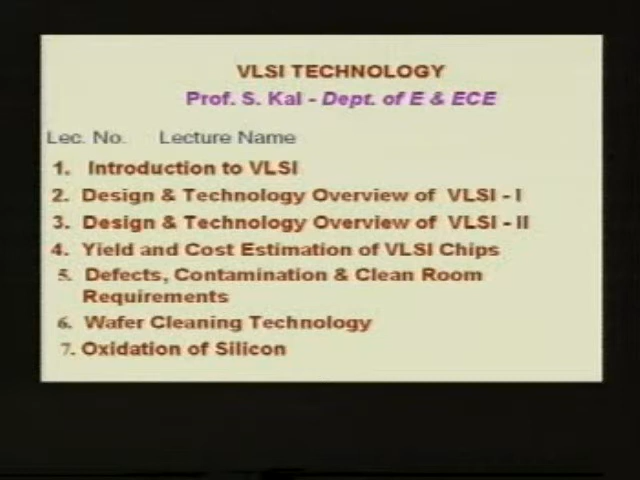 VLSI TECHNOLOGY
Prof. S. Kal - Dept. of E & ECE
Lec. No. Lecture Name
1. Introduction to VLSI
2. Design & Technology Overview of VLSI - I
3. Design & Technology Overview of VLSI - II
4. Yield and Cost Estimation of VLSI Chips
5. Defects, Contamination & Clean Room
Requirements
6. Wafer Cleaning Technology
7. Oxidation of Silicon